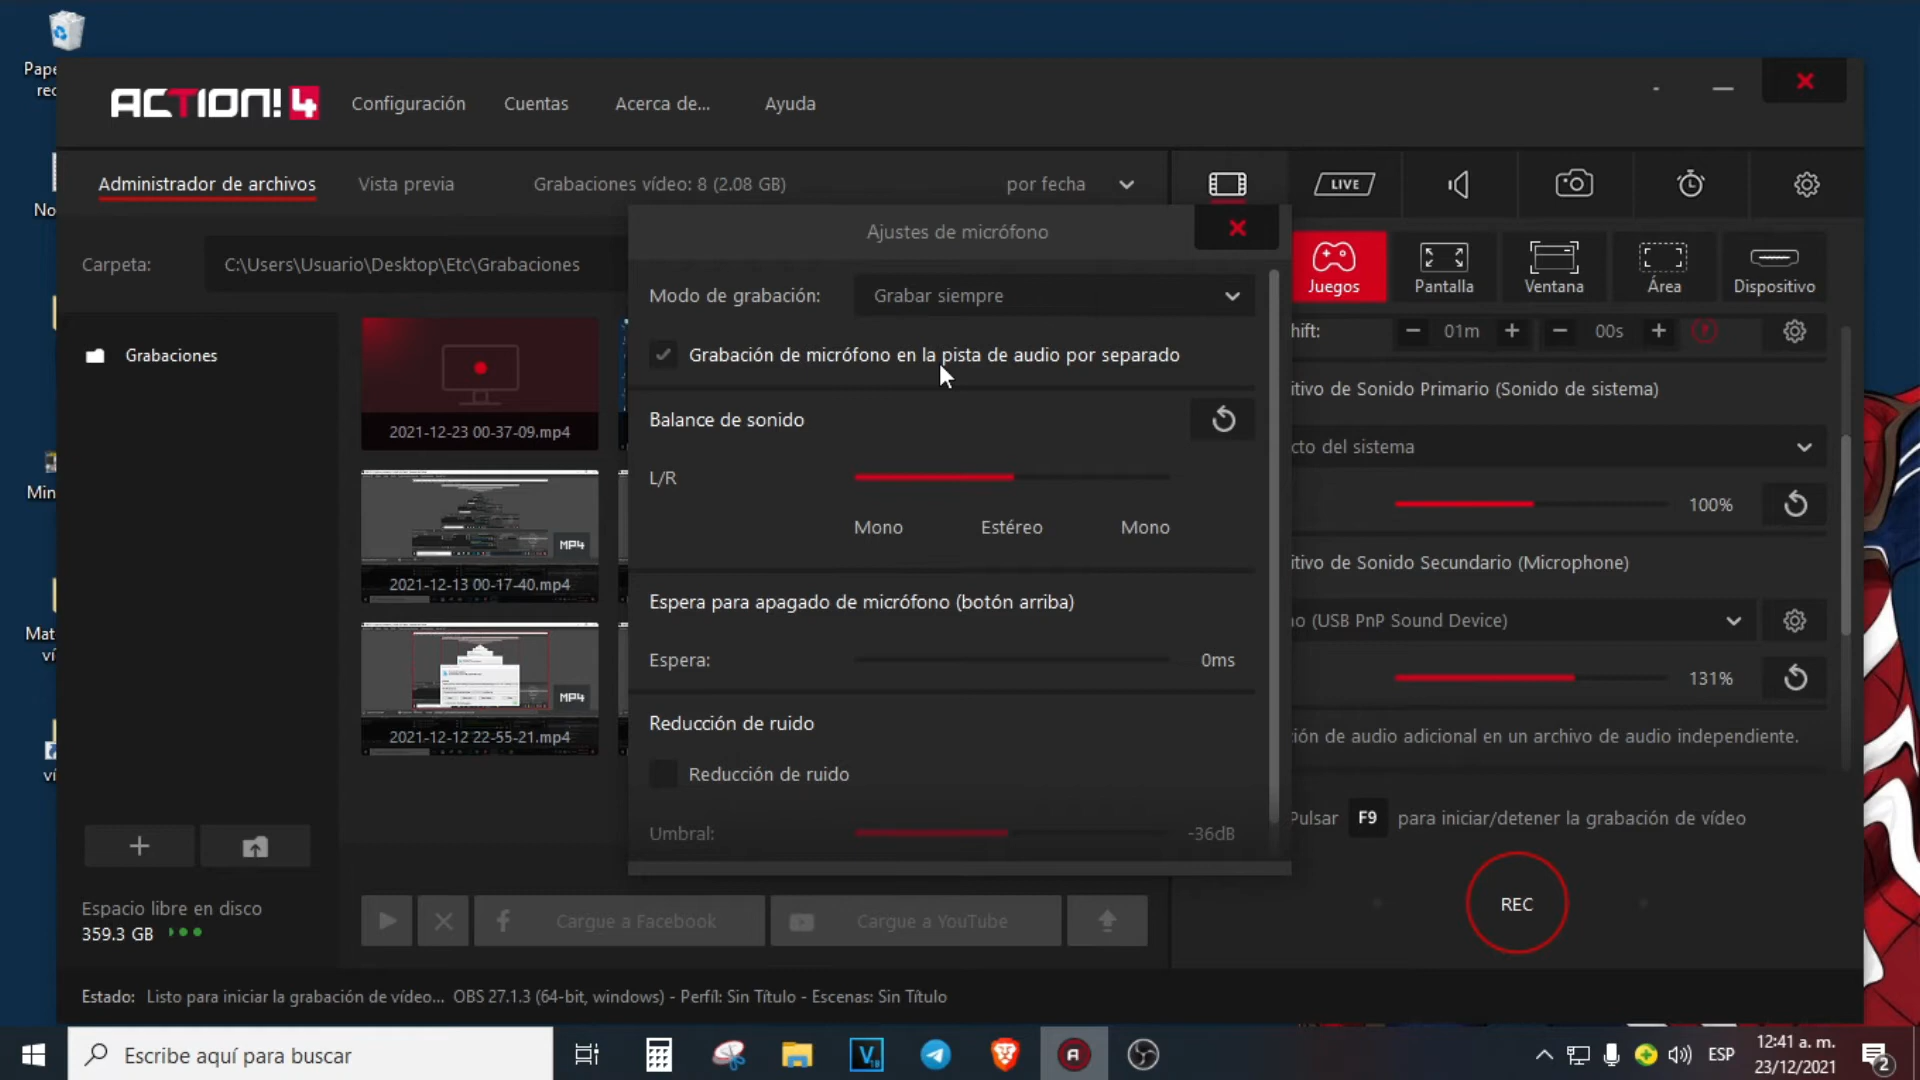 Pape
rec
No
Min
Mat
ví
ví
ACTION! 4
Configuración
Cuentas
Acerca de...
Ayuda
Administrador de archivos
Vista previa
Grabaciones vídeo: 8 (2.08 GB)
por fecha
LIVE
Carpeta:
C:\Users\Usuario\Desktop\Etc\Grabaciones
Grabaciones
2021-12-23 00-37-09.mp4
MP4
2021-12-13 00-17-40.mp4
MP4
2021-12-12 22-55-21.mp4
Ajustes de micrófono
Modo de grabación:
Grabar siempre
Grabación de micrófono en la pista de audio por separado
Balance de sonido
L/R
Mono
Estéreo
Mono
Espera para apagado de micrófono (botón arriba)
Espera:
0ms
Reducción de ruido
Reducción de ruido
Umbral:
-36dB
Juegos
Pantalla
Ventana
Área
Dispositivo
hift:
01m
00s
itivo de Sonido Primario (Sonido de sistema)
cto del sistema
100%
itivo de Sonido Secundario (Microphone)
no (USB PnP Sound Device)
131%
ión de audio adicional en un archivo de audio independiente.
Pulsar F9 para iniciar/detener la grabación de vídeo
REC
Espacio libre en disco
359.3 GB
Cargue a Facebook
Cargue a YouTube
Estado: Listo para iniciar la grabación de vídeo... OBS 27.1.3 (64-bit, windows) - Perfíl: Sin Título - Escenas: Sin Título
Escribe aquí para buscar
ESP
12:41 a. m.
23/12/2021
2